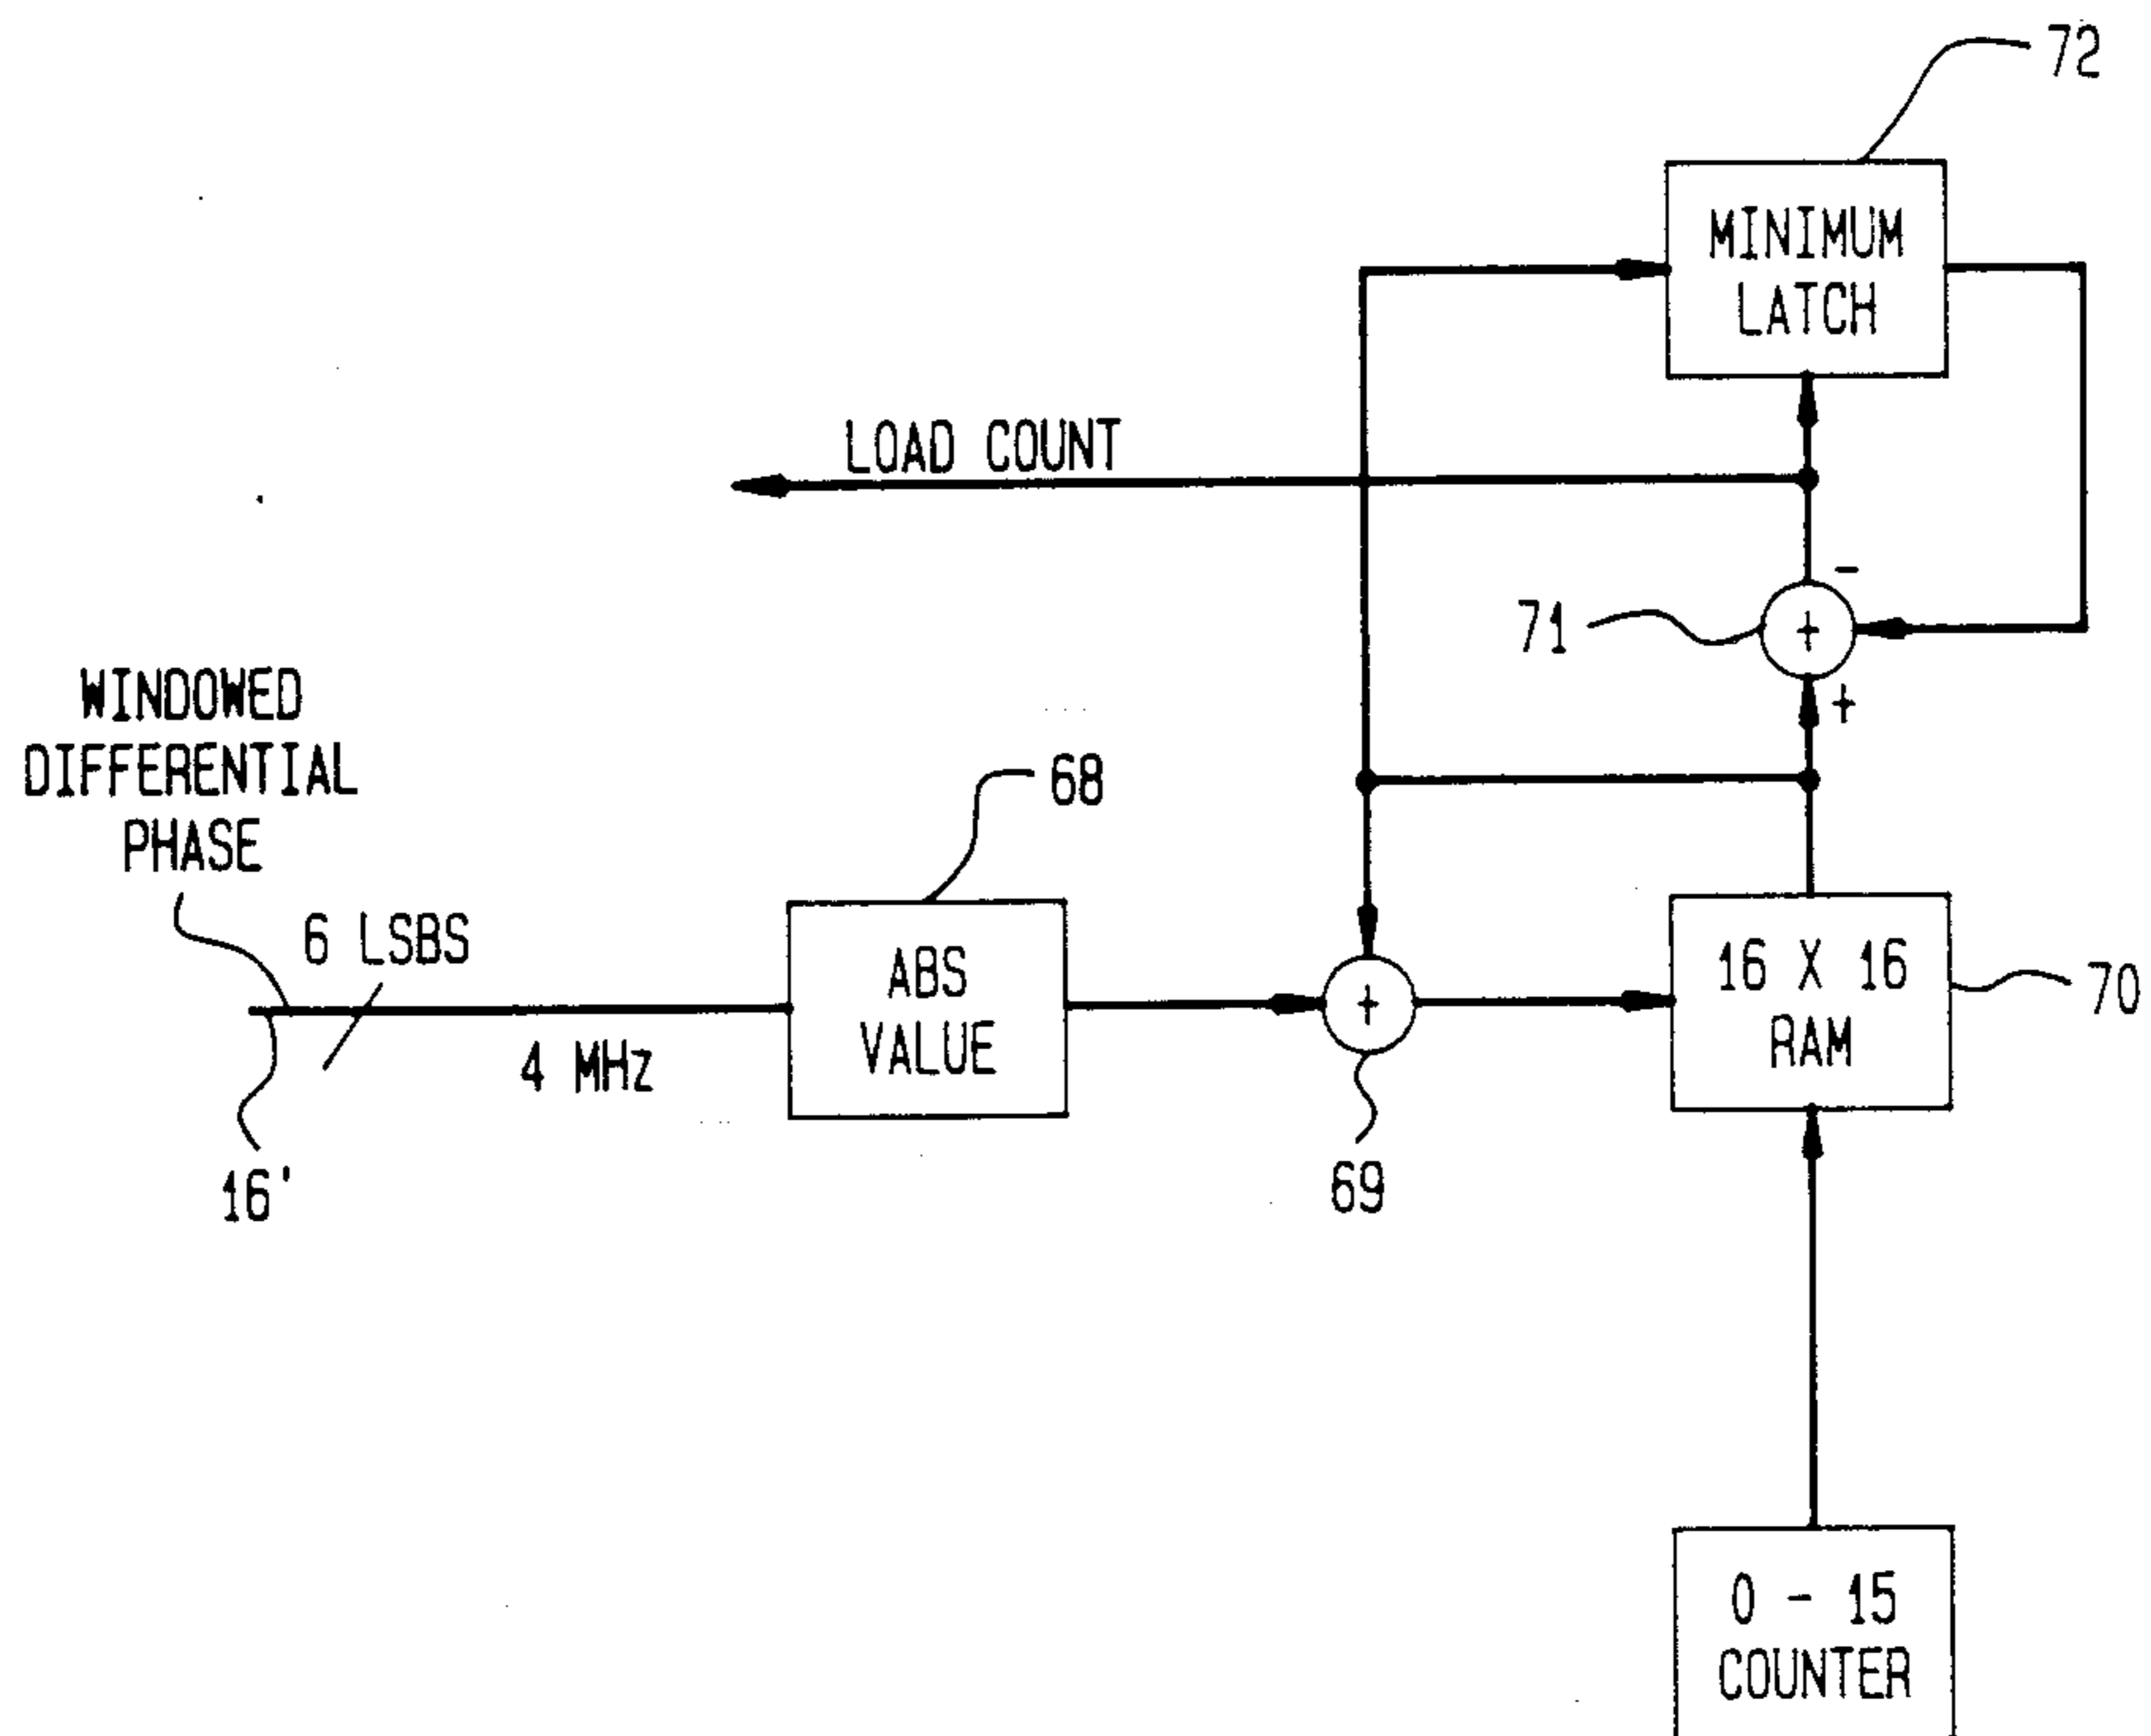 72
MINIMUM
LATCH
LOAD COUNT
-
71
+
+
WINDOWED
DIFFERENTIAL
PHASE
68
6 LSBS
4 MHz
ABS
VALUE
+
16 X 16
RAM
70
16'
69
0 - 15
COUNTER